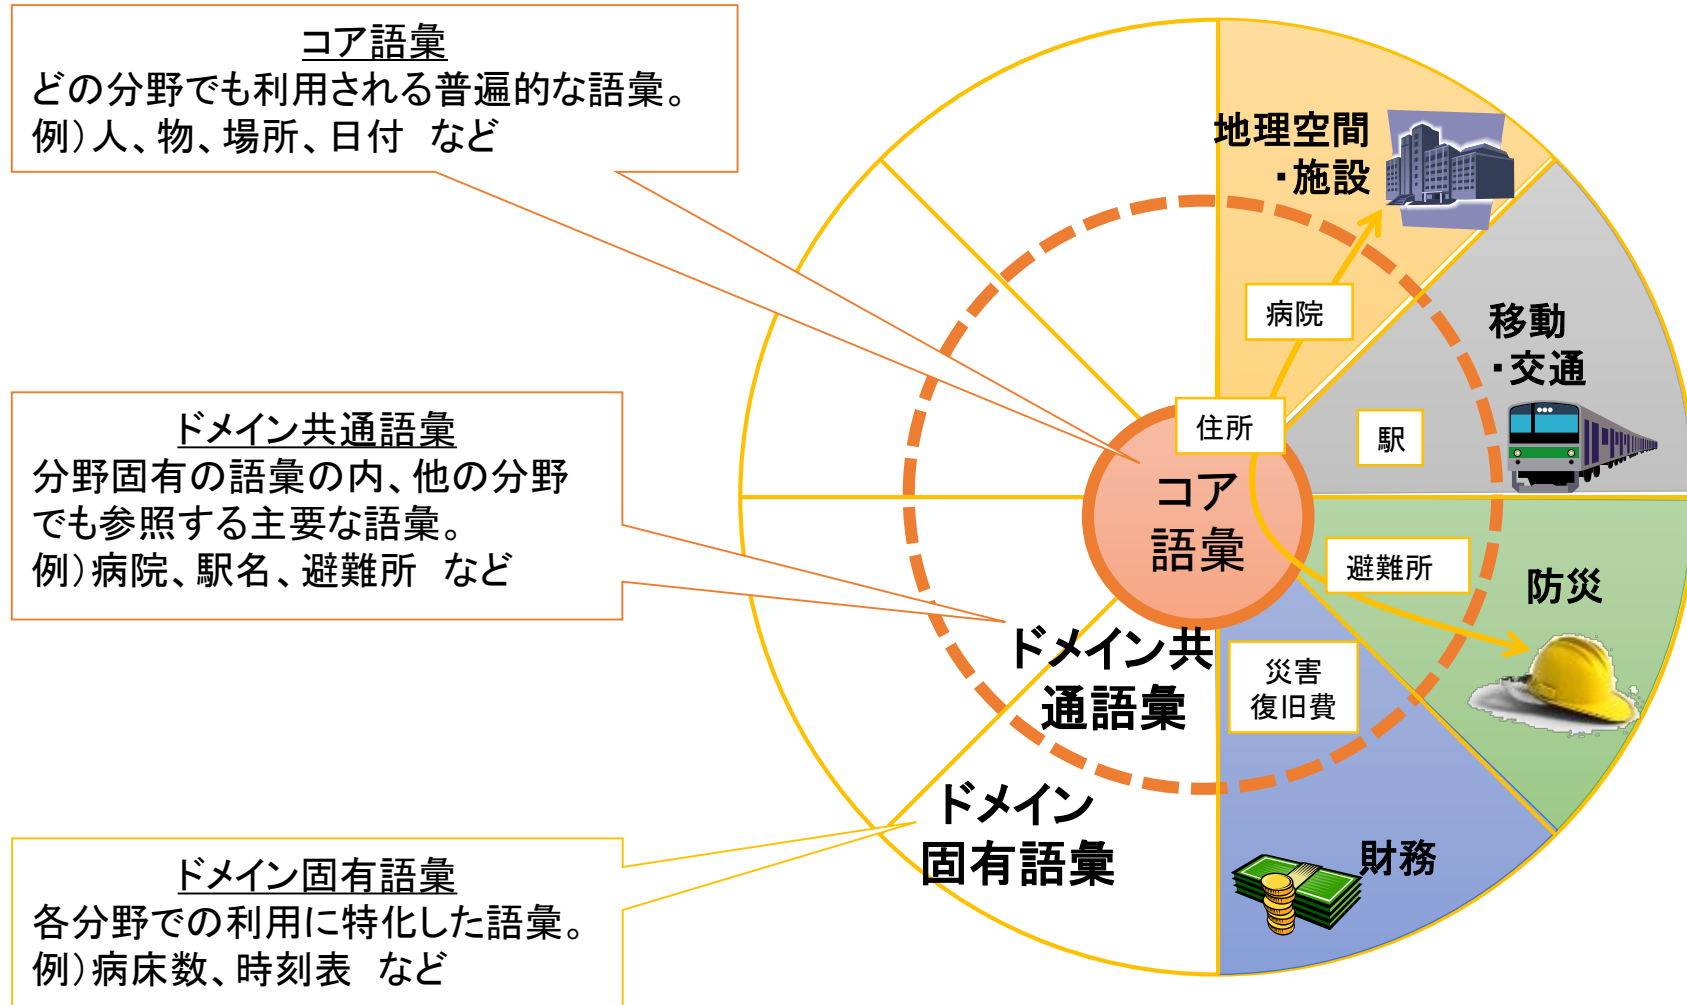 コア語彙
どの分野でも利用される普遍的な語彙。
例)人、物、場所、日付 など
ドメイン共通語彙
分野固有の語彙の内、他の分野
でも参照する主要な語彙。
例)病院、駅名、避難所 など
ドメイン固有語彙
各分野での利用に特化した語彙。
例)病床数、時刻表 など
地理空間
・施設
病院
移動
・交通
住所
駅
コア
語彙
避難所
防災
ドメイン共
通語彙
災害
復旧費
ドメイン
固有語彙
財務